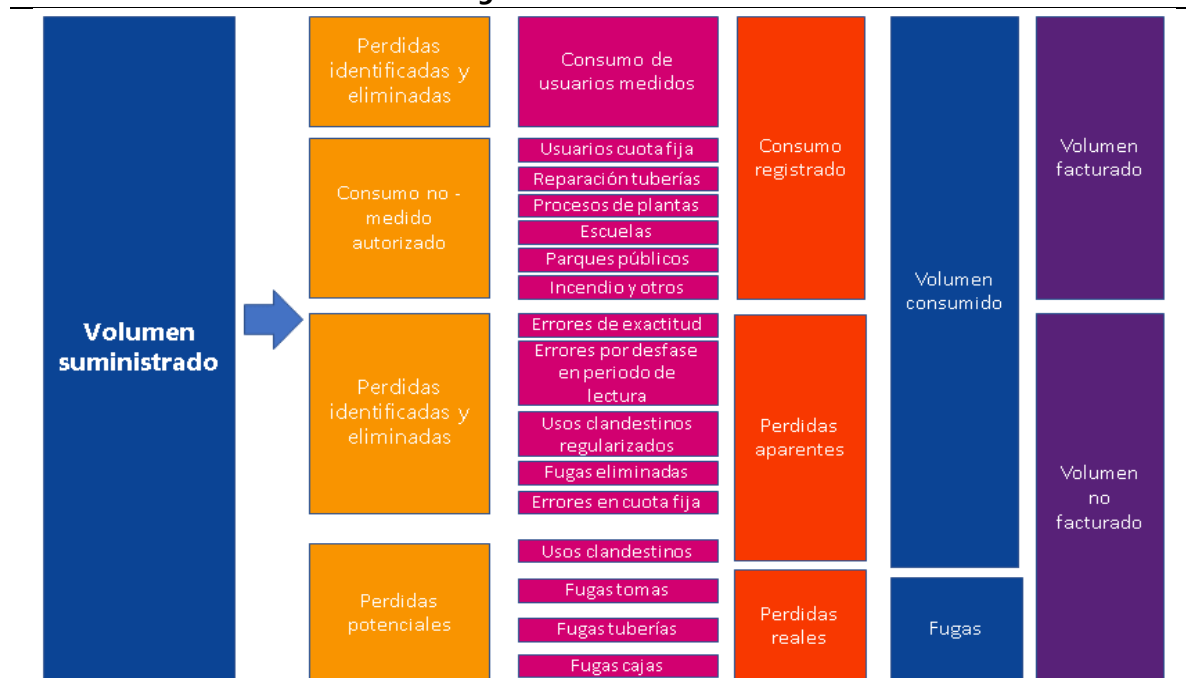 Volumen
suministrado
Perdidas
identificadas y
eliminadas
Consumo no -
medido
autorizado
Perdidas
identificadas y
eliminadas
Perdidas
potenciales
Consumo de
usuarios medidos
Usuarios cuota fija
Reparación tuberías
Procesos de plantas
Escuelas
Parques públicos
Incendio y otros
Errores de exactitud
Errores por desfase
en periodo de
lectura
Usos clandestinos
regularizados
Fugas eliminadas
Errores en cuota fija
Usos clandestinos
Fugas tomas
Fugas tuberías
Fugas cajas
Consumo
registrado
Perdidas
aparentes
Perdidas
reales
Volumen
consumido
Fugas
Volumen
facturado
Volumen
no
facturado